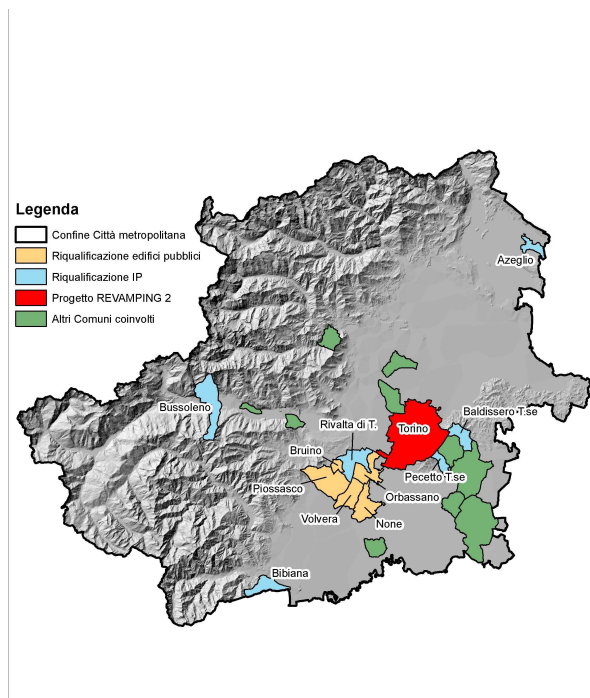 Legenda
Confine Città metropolitana
Riqualificazione edifici pubblici
Riqualificazione IP
Progetto REVAMPING 2
Altri Comuni coinvolti
Azeglio
Bussoleno
Baldissero T.se
Rivalta di T.
Torino
Bruino
Pecetto T.se
Piossasco
Orbassano
Volvera
None
Bibiana